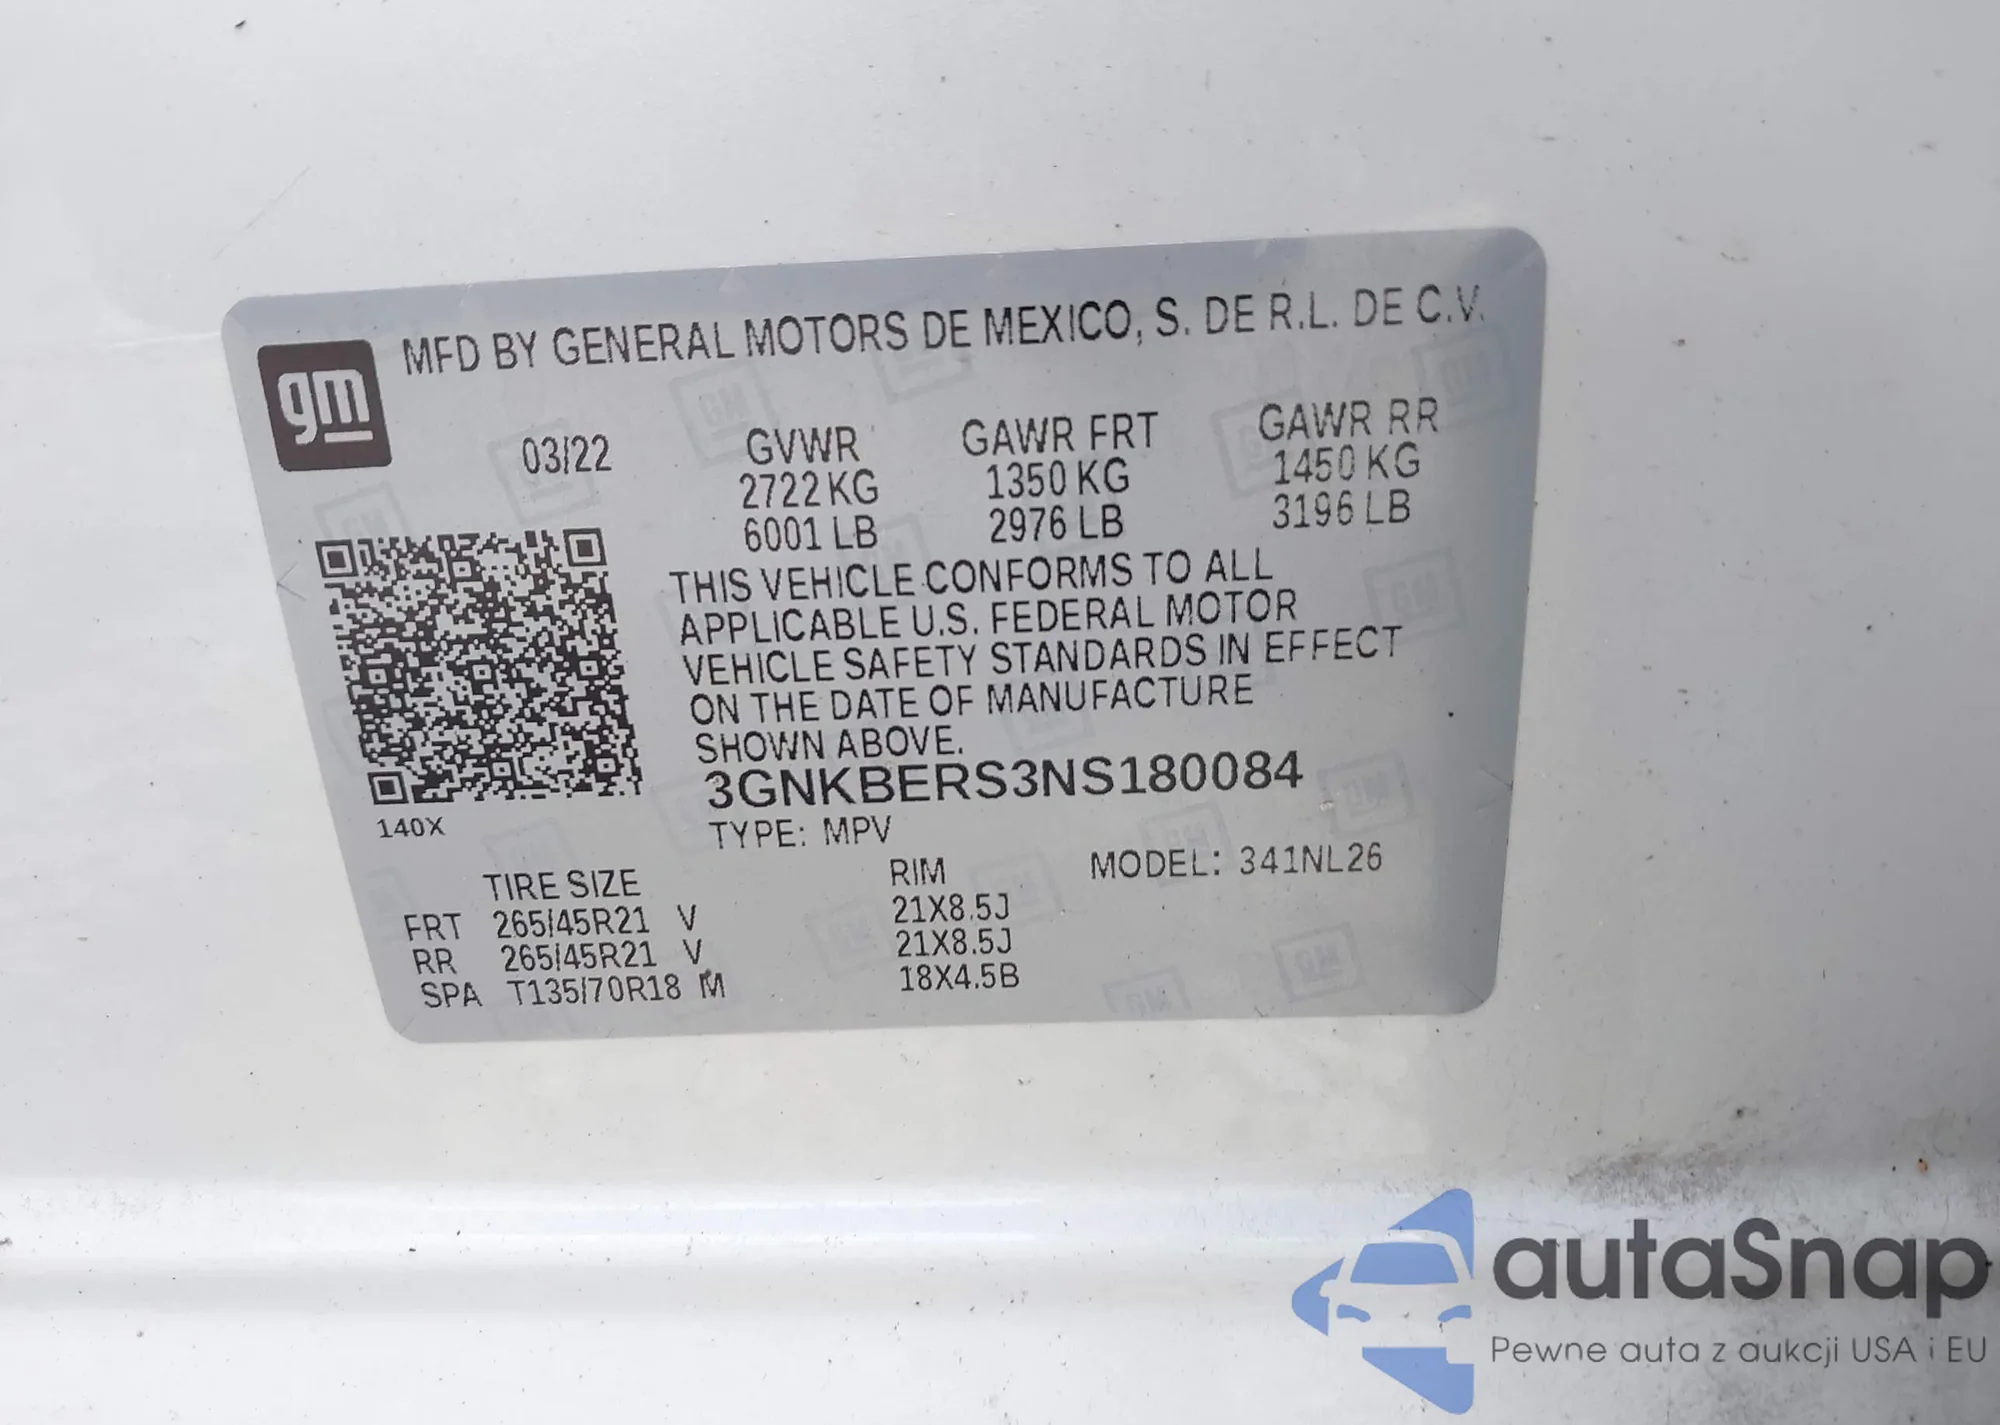 gm
MFD BY GENERAL MOTORS DE MEXICO, S. DE R.L. DE C.V.
03/22
GVWR GAWR FRT GAWR RR
2722 KG 1350 KG 1450 KG
6001 LB 2976 LB 3196 LB
THIS VEHICLE CONFORMS TO ALL
APPLICABLE U.S. FEDERAL MOTOR
VEHICLE SAFETY STANDARDS IN EFFECT
ON THE DATE OF MANUFACTURE
SHOWN ABOVE.
3GNKBERS3NS180084
140X
TYPE: MPV
TIRE SIZE RIM MODEL: 341NL26
FRT 265/45R21 V 21X8.5J
RR 265/45R21 V 21X8.5J
SPA T135/70R18 M 18X4.5B
autaSnap
Pewne auta z aukcji USA i EU